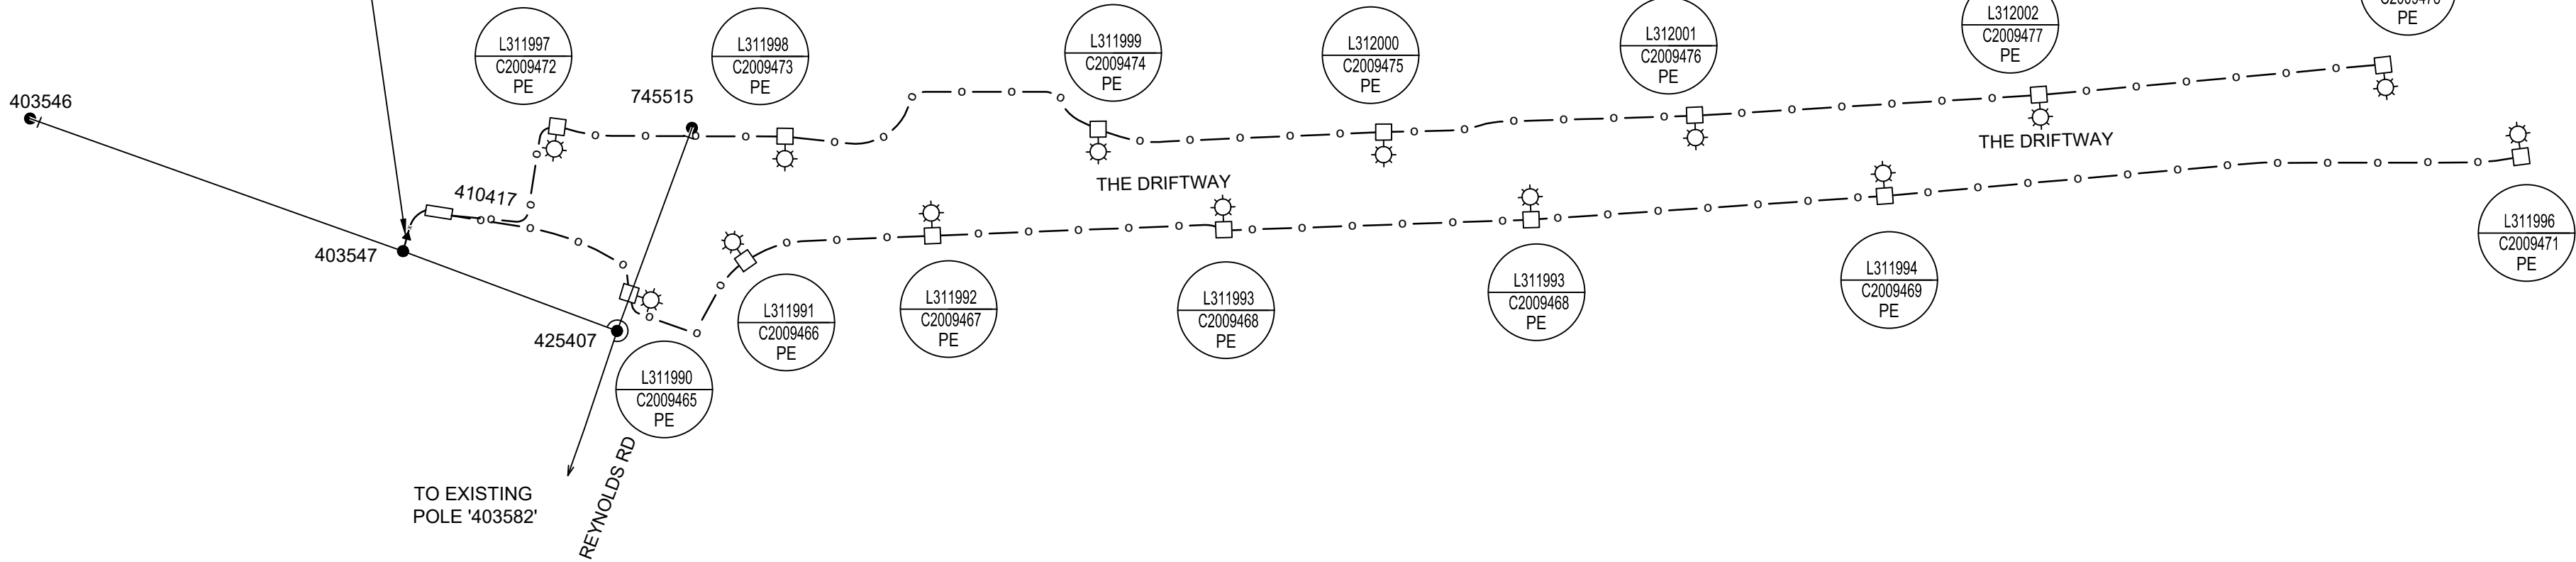 L311997
C2009472
PE
L311998
C2009473
PE
L311999
C2009474
PE
L312000
C2009475
PE
L312001
C2009476
PE
L312002
C2009477
PE
PE
403546
745515
410417
403547
425407
THE DRIFTWAY
THE DRIFTWAY
L311990
C2009465
PE
L311991
C2009466
PE
L311992
C2009467
PE
L311993
C2009468
PE
L311993
C2009468
PE
L311994
C2009469
PE
L311996
C2009471
PE
TO EXISTING
POLE '403582'
REYNOLDS RD